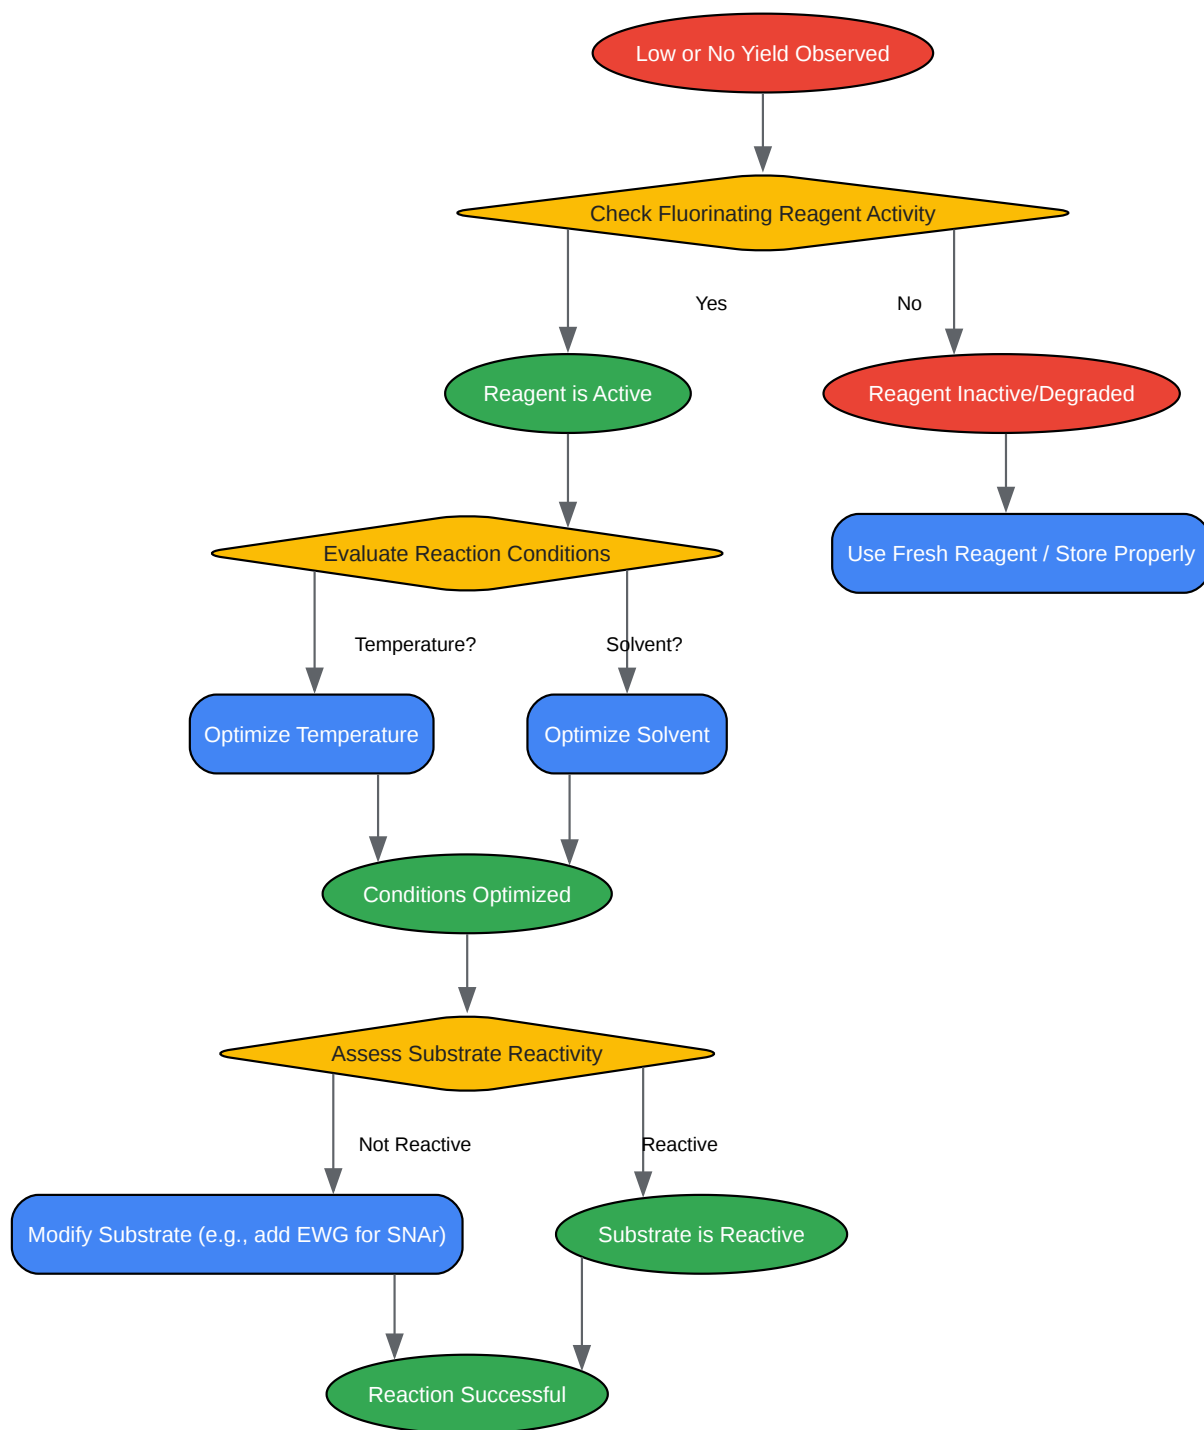 Low or No Yield Observed
Check Fluorinating Reagent Activity
Yes
No
Reagent is Active
Reagent Inactive/Degraded
Evaluate Reaction Conditions
Use Fresh Reagent / Store Properly
Temperature?
Solvent?
Optimize Temperature
Optimize Solvent
Conditions Optimized
Assess Substrate Reactivity
Not Reactive
Reactive
Modify Substrate (e.g., add EWG for SNAr)
Substrate is Reactive
Reaction Successful